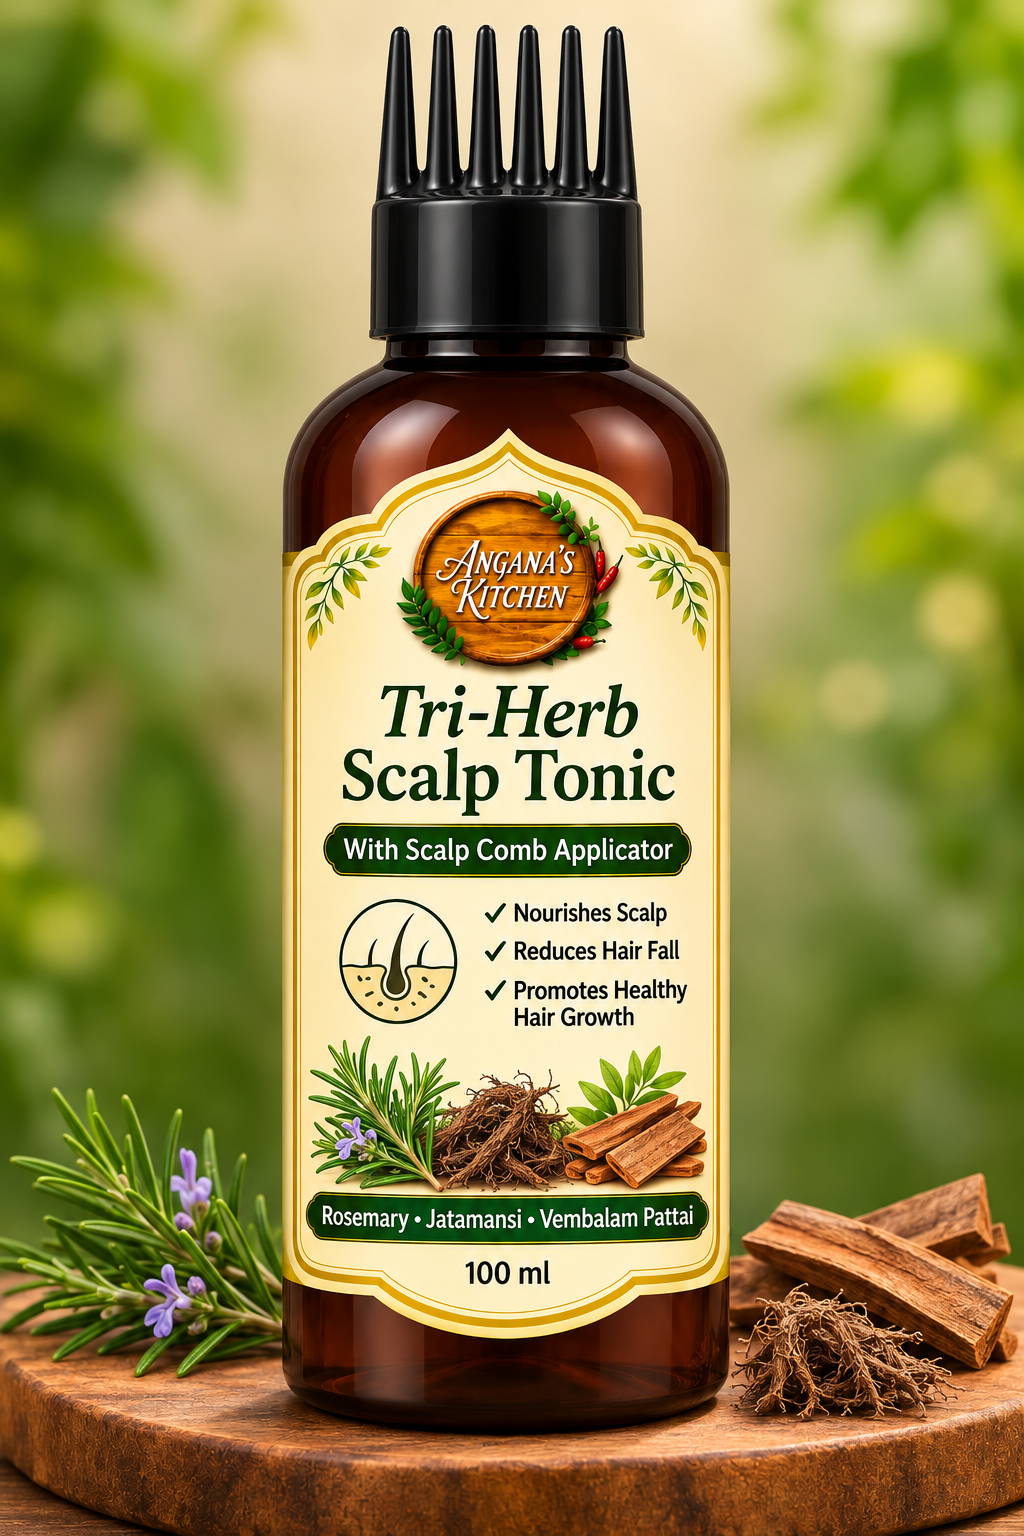 ANGANA'S
KITCHEN
Tri-Herb
Scalp Tonic
With Scalp Comb Applicator
✓ Nourishes Scalp
✓ Reduces Hair Fall
✓ Promotes Healthy
Hair Growth
Rosemary • Jatamansi • Vembalam Pattai
100 ml